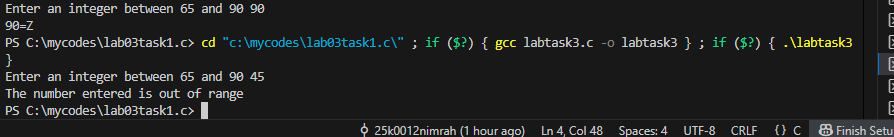 Enter an integer between 65 and 90 90
90=Z
PS C:\mycodes\lab03task1.c> cd "c:\mycodes\lab03task1.c\" ; if ($?) { gcc labtask3.c -o labtask3 } ; if ($?) { .\labtask3
}
Enter an integer between 65 and 90 45
The number entered is out of range
PS C:\mycodes\lab03task1.c>
25k0012nimrah (1 hour ago) Ln 4, Col 48 Spaces: 4 UTF-8 CRLF {} C Finish Setu